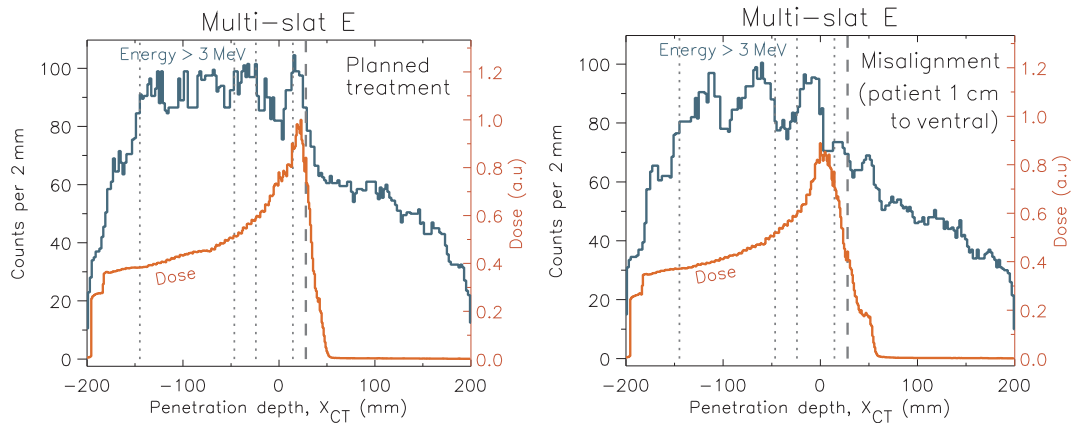 Multi-slat E
Energy > 3 MeV
Planned
treatment
Dose
Counts per 2 mm
100
80
60
40
20
0
Dose (a.u)
1.2
1.0
0.8
0.6
0.4
0.2
0.0
-200
-100
0
100
200
Penetration depth, XCT (mm)
Multi-slat E
Energy > 3 MeV
Misalignment
(patient 1 cm
to ventral)
Dose
Counts per 2 mm
100
80
60
40
20
0
Dose (a.u)
1.2
1.0
0.8
0.6
0.4
0.2
0.0
-200
-100
0
100
200
Penetration depth, XCT (mm)